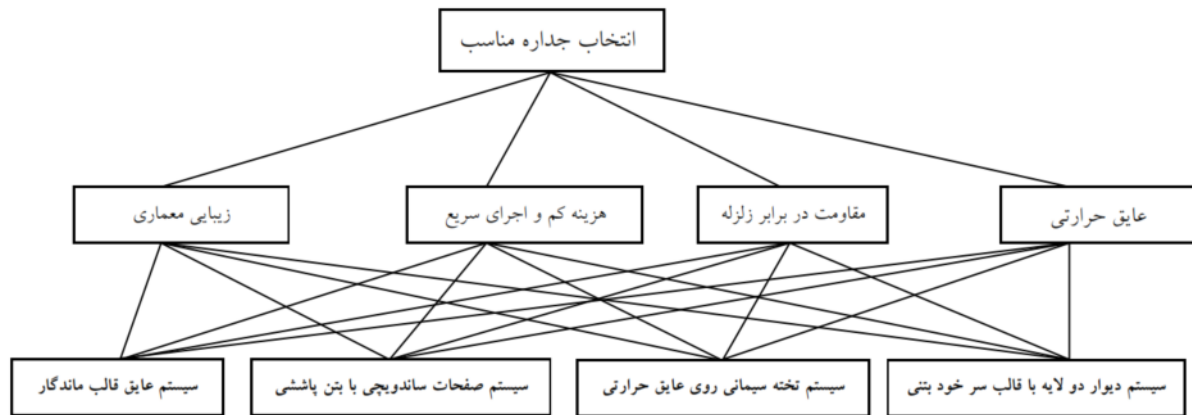 انتخاب جداره مناسب
عایق حرارتی
مقاومت در برابر زلزله
هزینه کم و اجرای سریع
زیبایی معماری
سیستم دیوار دو لایه با قالب سر خود بتنی
سیستم تخته سیمانی روی عایق حرارتی
سیستم صفحات ساندویچی با بتن پاششی
سیستم عایق قالب ماندگار